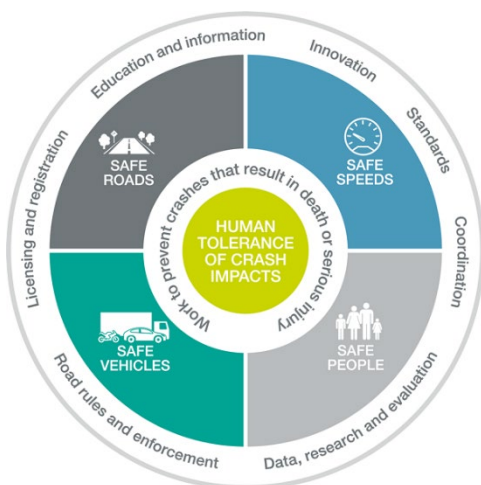 Education and information
Innovation
Standards
Coordination
Data, research and evaluation
Road rules and enforcement
Licensing and registration
SAFE
ROADS
SAFE
SPEEDS
Work to prevent crashes that result in death or serious injury
HUMAN
TOLERANCE
OF CRASH
IMPACTS
SAFE
VEHICLES
SAFE
PEOPLE